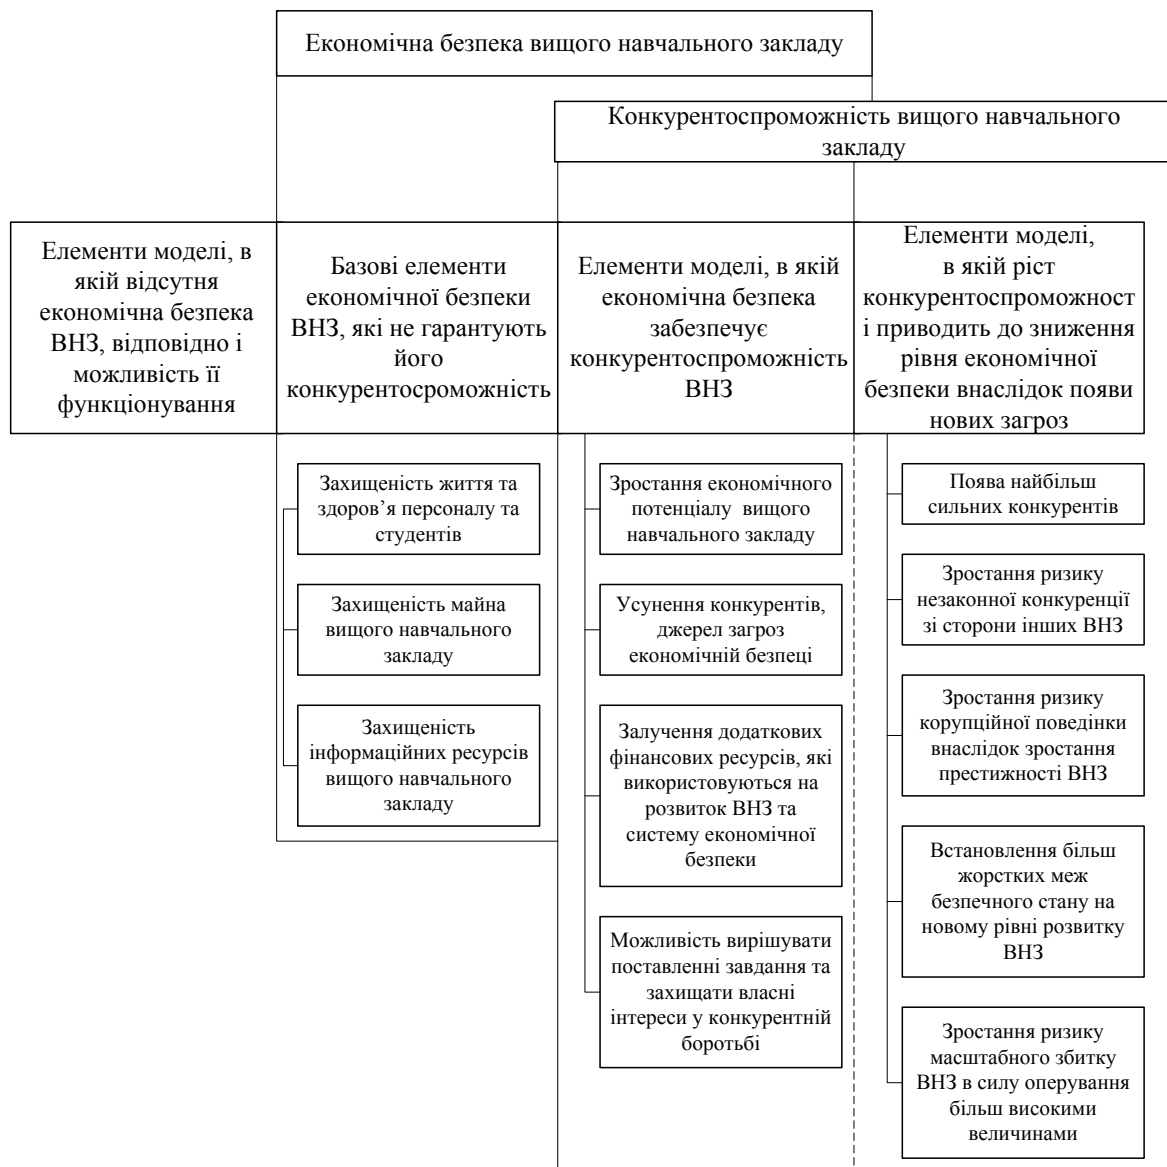 Економічна безпека вищого навчального закладу
Конкурентоспроможність вищого навчального
закладу
Елементи моделі, в
якій відсутня
економічна безпека
ВНЗ, відповідно і
можливість її
функціонування
Базові елементи
економічної безпеки
ВНЗ, які не гарантують
його
конкурентосроможність
Елементи моделі, в якій
економічна безпека
забезпечує
конкурентоспроможність
ВНЗ
Елементи моделі,
в якій ріст
конкурентоспроможност
і приводить до зниження
рівня економічної
безпеки внаслідок появи
нових загроз
Захищеність життя та
здоров’я персоналу та
студентів
Захищеність майна
вищого навчального
закладу
Захищеність
інформаційних ресурсів
вищого навчального
закладу
Зростання економічного
потенціалу вищого
навчального закладу
Усунення конкурентів,
джерел загроз
економічній безпеці
Залучення додаткових
фінансових ресурсів, які
використовуються на
розвиток ВНЗ та
систему економічної
безпеки
Можливість вирішувати
поставленні завдання та
захищати власні
інтереси у конкурентній
боротьбі
Поява найбільш
сильних конкурентів
Зростання ризику
незаконної конкуренції
зі сторони інших ВНЗ
Зростання ризику
корупційної поведінки
внаслідок зростання
престижності ВНЗ
Встановлення більш
жорстких меж
безпечного стану на
новому рівні розвитку
ВНЗ
Зростання ризику
масштабного збитку
ВНЗ в силу оперування
більш високими
величинами